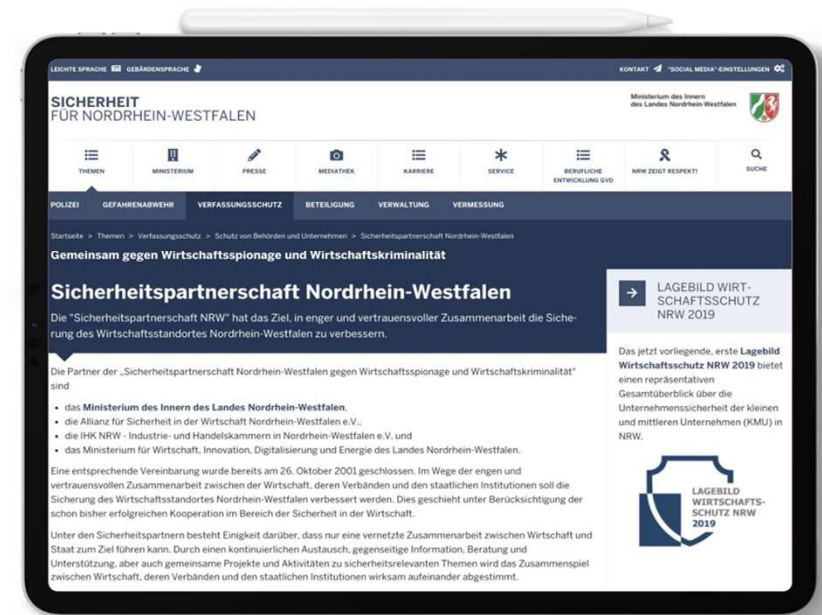 LEICHTE SPRACHE GEBÄRDENSPRACHE
KONTAKT "SOCIAL MEDIA"-EINSTELLUNGEN
SICHERHEIT
FÜR NORDRHEIN-WESTFALEN
Ministerium des Innern
des Landes Nordrhein-Westfalen
THEMEN
MINISTERIUM
PRESSE
MEDIATHEK
KARRIERE
SERVICE
BERUFLICHE
ENTWICKLUNG GVD
NRW ZEIGT RESPEKT!
SUCHE
POLIZEI GEFAHRENABWEHR VERFASSUNGSSCHUTZ BETEILIGUNG VERWALTUNG VERMESSUNG
Startseite > Themen > Verfassungsschutz > Schutz von Behörden und Unternehmen > Sicherheitspartnerschaft Nordrhein-Westfalen
Gemeinsam gegen Wirtschaftsspionage und Wirtschaftskriminalität
Sicherheitspartnerschaft Nordrhein-Westfalen
Die "Sicherheitspartnerschaft NRW" hat das Ziel, in enger und vertrauensvoller Zusammenarbeit die Siche-
rung des Wirtschaftsstandortes Nordrhein-Westfalen zu verbessern.
Die Partner der „Sicherheitspartnerschaft Nordrhein-Westfalen gegen Wirtschaftsspionage und Wirtschaftskriminalität"
sind
• das Ministerium des Innern des Landes Nordrhein-Westfalen,
• die Allianz für Sicherheit in der Wirtschaft Nordrhein-Westfalen e.V.,
• die IHK NRW - Industrie- und Handelskammern in Nordrhein-Westfalen e.V. und
• das Ministerium für Wirtschaft, Innovation, Digitalisierung und Energie des Landes Nordrhein-Westfalen.
Eine entsprechende Vereinbarung wurde bereits am 26. Oktober 2001 geschlossen. Im Wege der engen und
vertrauensvollen Zusammenarbeit zwischen der Wirtschaft, deren Verbänden und den staatlichen Institutionen soll die
Sicherung des Wirtschaftsstandortes Nordrhein-Westfalen verbessert werden. Dies geschieht unter Berücksichtigung der
schon bisher erfolgreichen Kooperation im Bereich der Sicherheit in der Wirtschaft.
Unter den Sicherheitspartnern besteht Einigkeit darüber, dass nur eine vernetzte Zusammenarbeit zwischen Wirtschaft und
Staat zum Ziel führen kann. Durch einen kontinuierlichen Austausch, gegenseitige Information, Beratung und
Unterstützung, aber auch gemeinsame Projekte und Aktivitäten zu sicherheitsrelevanten Themen wird das Zusammenspiel
zwischen Wirtschaft, deren Verbänden und den staatlichen Institutionen wirksam aufeinander abgestimmt.
LAGEBILD WIRT-
SCHAFTSSCHUTZ
NRW 2019
Das jetzt vorliegende, erste Lagebild
Wirtschaftsschutz NRW 2019 bietet
einen repräsentativen
Gesamtüberblick über die
Unternehmenssicherheit der kleinen
und mittleren Unternehmen (KMU) in
NRW.
LAGEBILD
WIRTSCHAFTS-
SCHUTZ NRW
2019